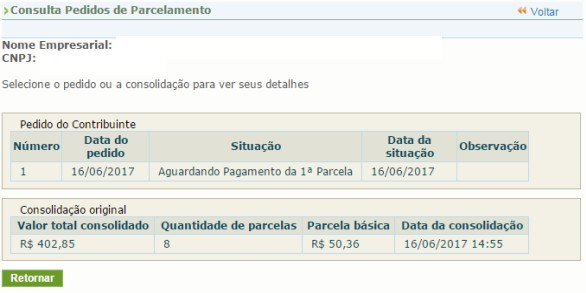 Consulta Pedidos de Parcelamento Voltar
Nome Empresarial:
CNPJ:
Selecione o pedido ou a consolidação para ver seus detalhes
Pedido do Contribuinte
Número Data do pedido Situação Data da situação Observação
1 16/06/2017 Aguardando Pagamento da 1ª Parcela 16/06/2017
Consolidação original
Valor total consolidado Quantidade de parcelas Parcela básica Data da consolidação
R$ 402,85 8 R$ 50,36 16/06/2017 14:55
Retornar